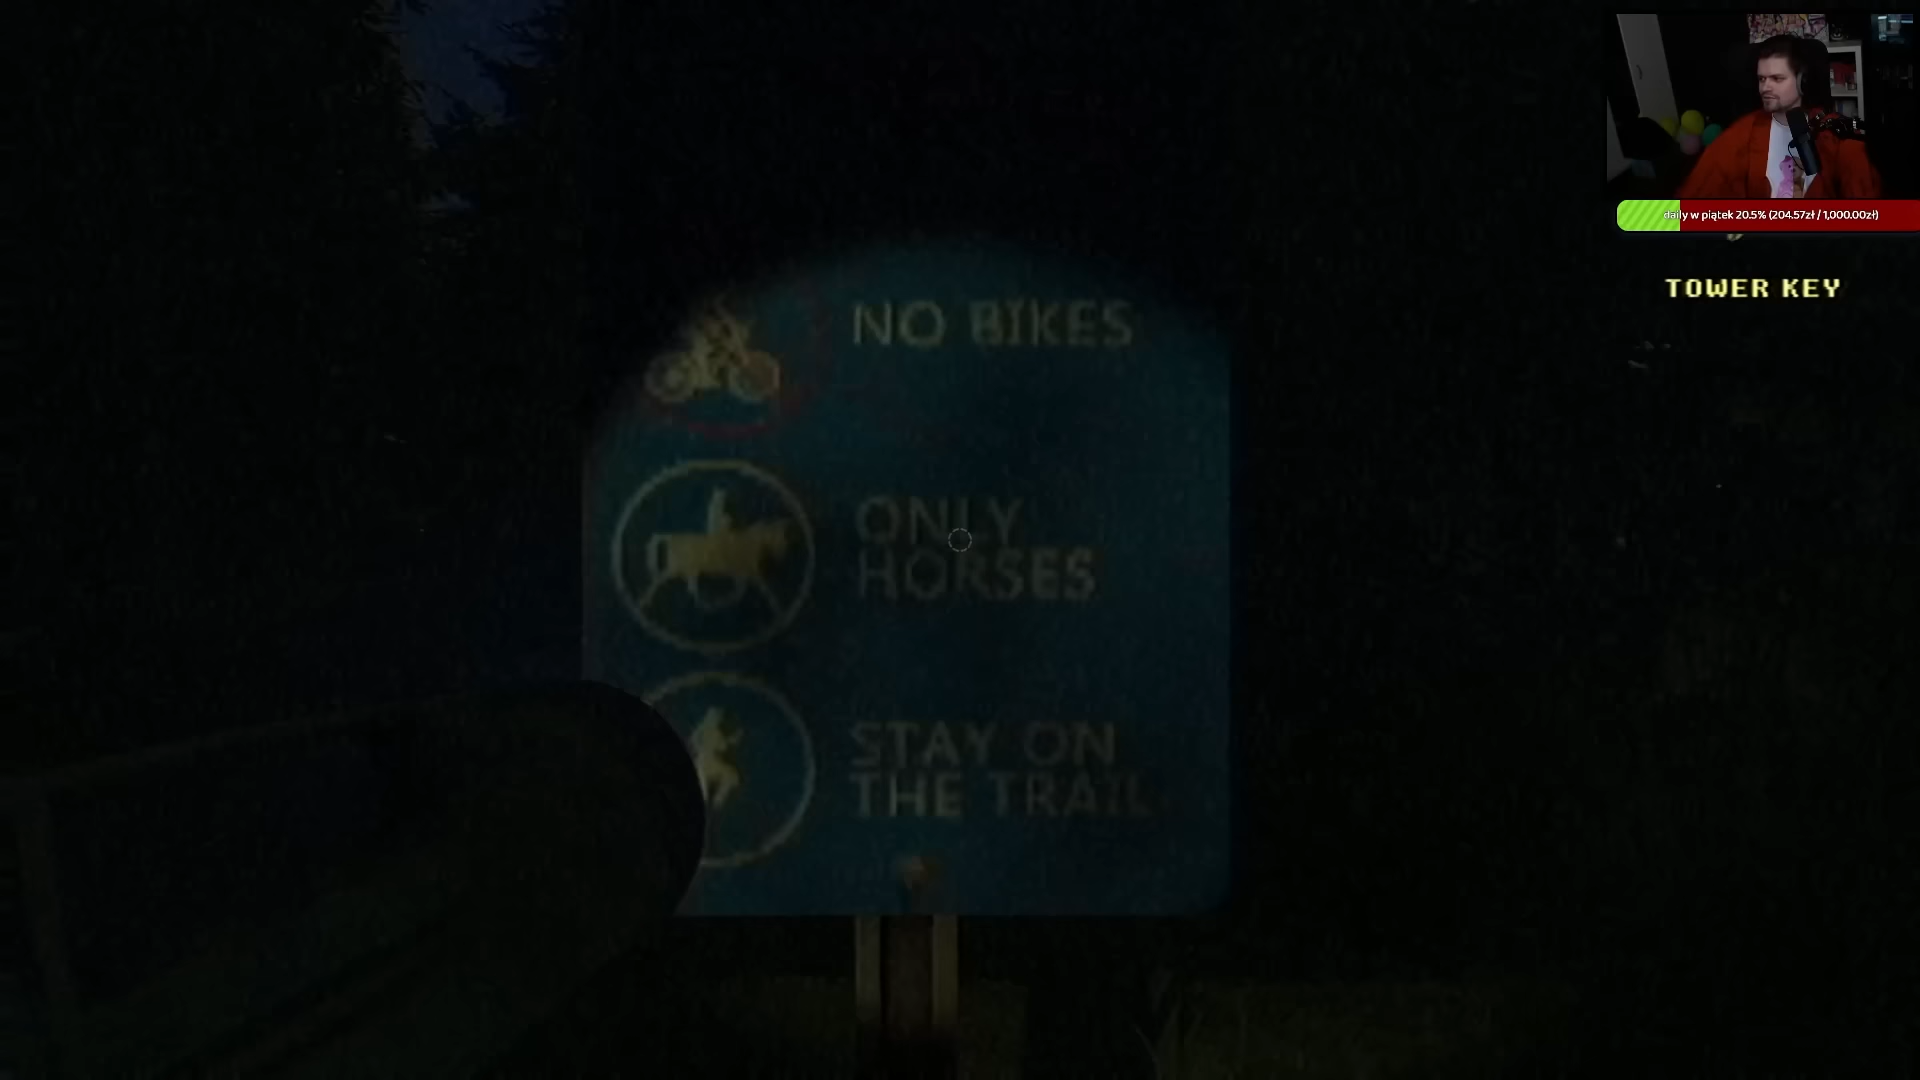 daily w piątek 20.5% (204.57zł / 1,000.00zł)
TOWER KEY
NO BIKES
ONLY
HORSES
STAY ON
THE TRAIL